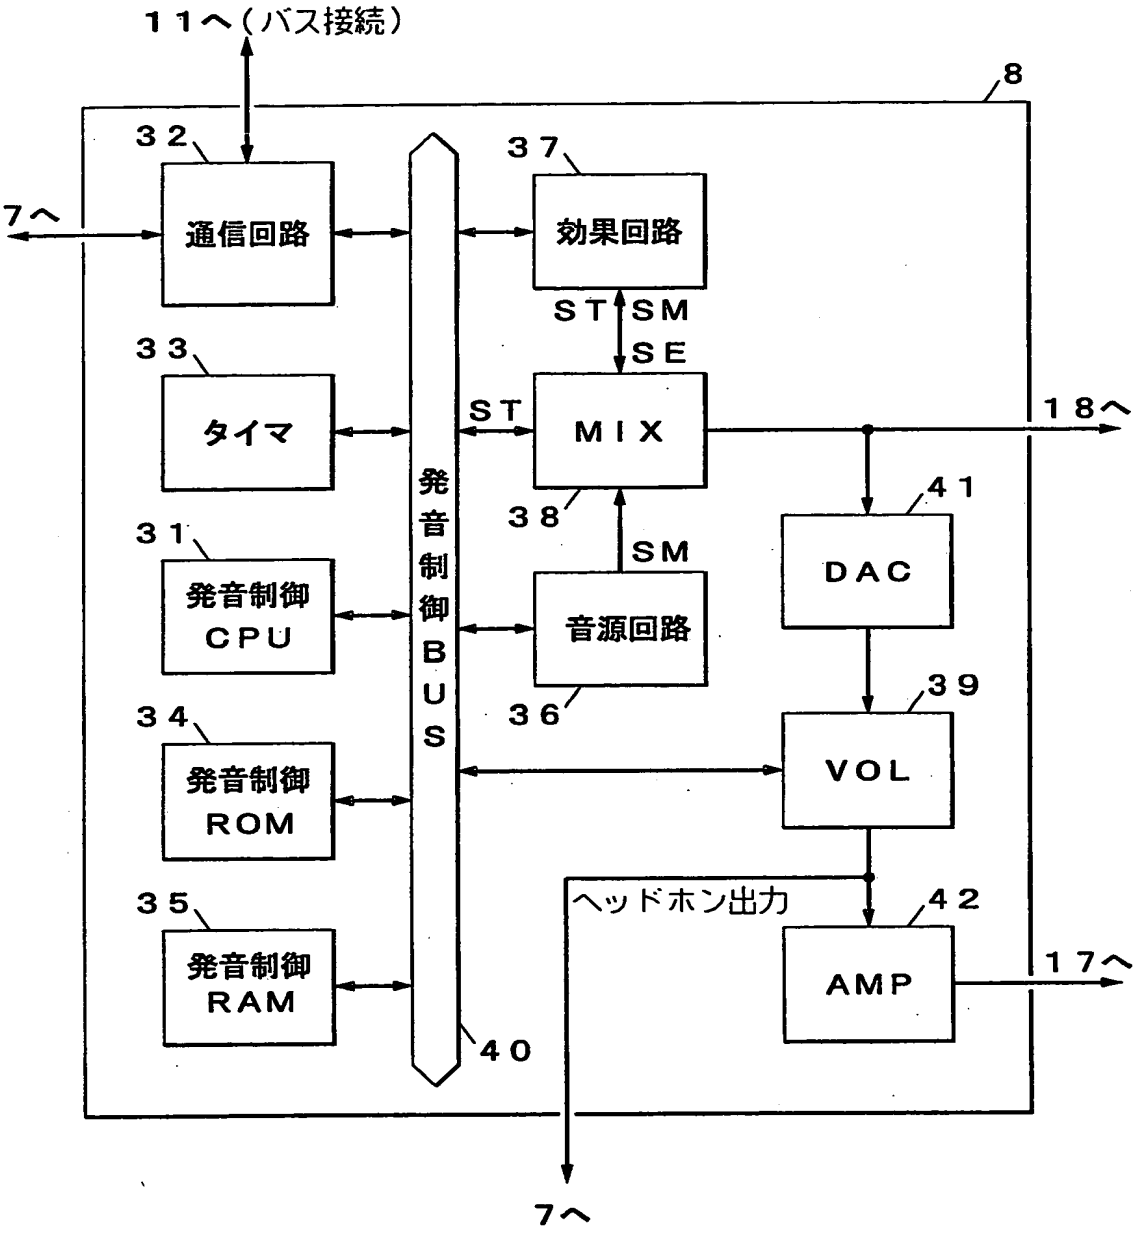 11へ(バス接続)
8
32
通信回路
7へ
37
効果回路
ST SM
SE
33
タイマ
ST
MIX
38
18へ
41
DAC
31
発音制御
CPU
発音制御BUS
SM
音源回路
36
39
VOL
34
発音制御
ROM
ヘッドホン出力
42
AMP
17へ
35
発音制御
RAM
40
7へ